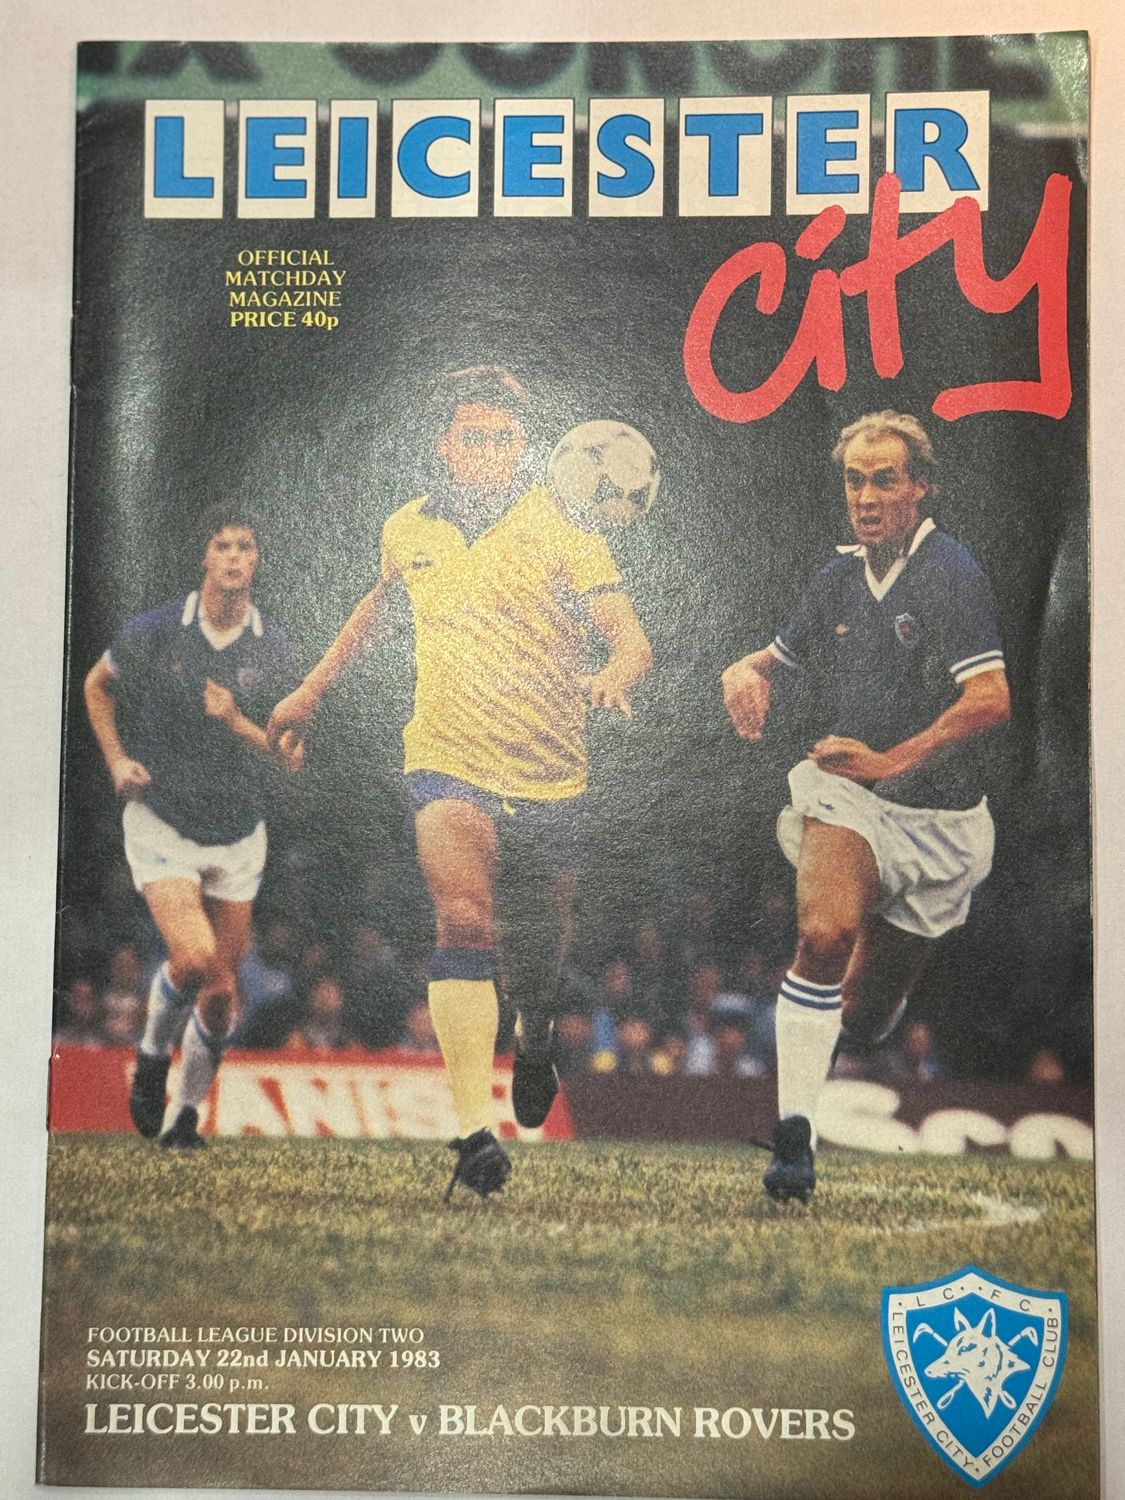 LEICESTER
city
OFFICIAL
MATCHDAY
MAGAZINE
PRICE 40p
ANISH
FOOTBALL LEAGUE DIVISION TWO
SATURDAY 22nd JANUARY 1983
KICK-OFF 3.00 p.m.
LEICESTER CITY v BLACKBURN ROVERS
· L C · F C ·
LEICESTER CITY · FOOTBALL CLUB ·